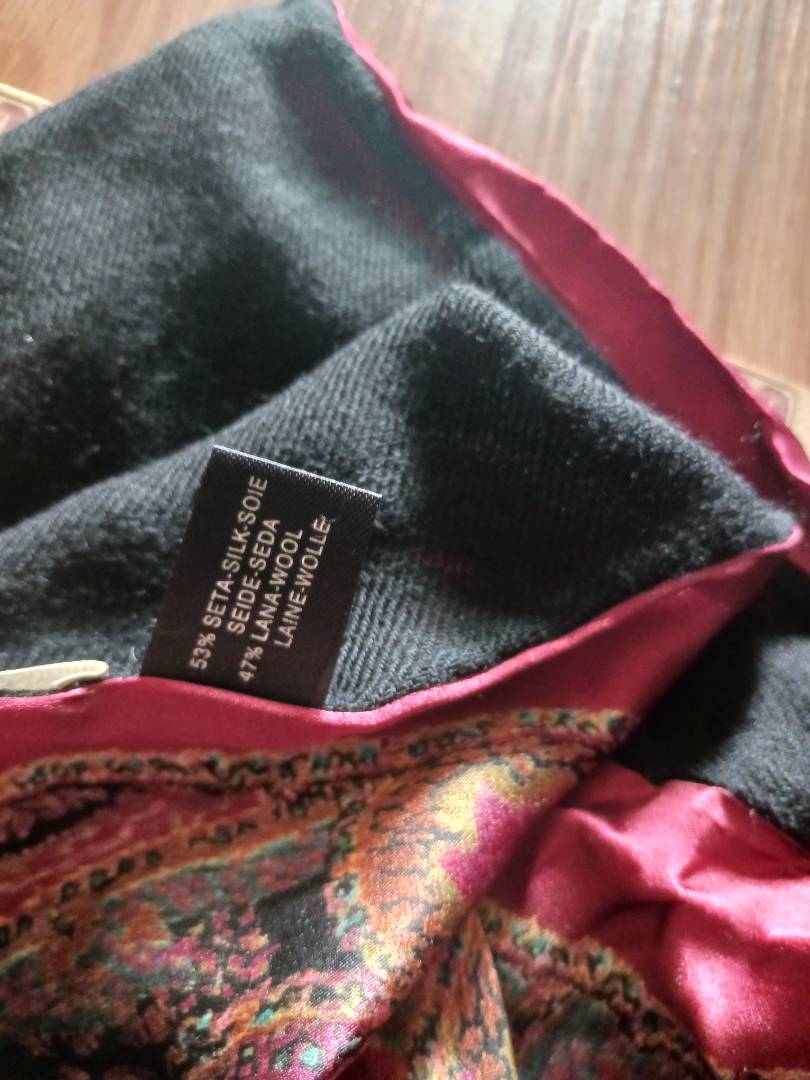 53% SETA-SILK-SOIE
SEIDE-SEDA
47% LANA-WOOL
LAINE-WOLLE